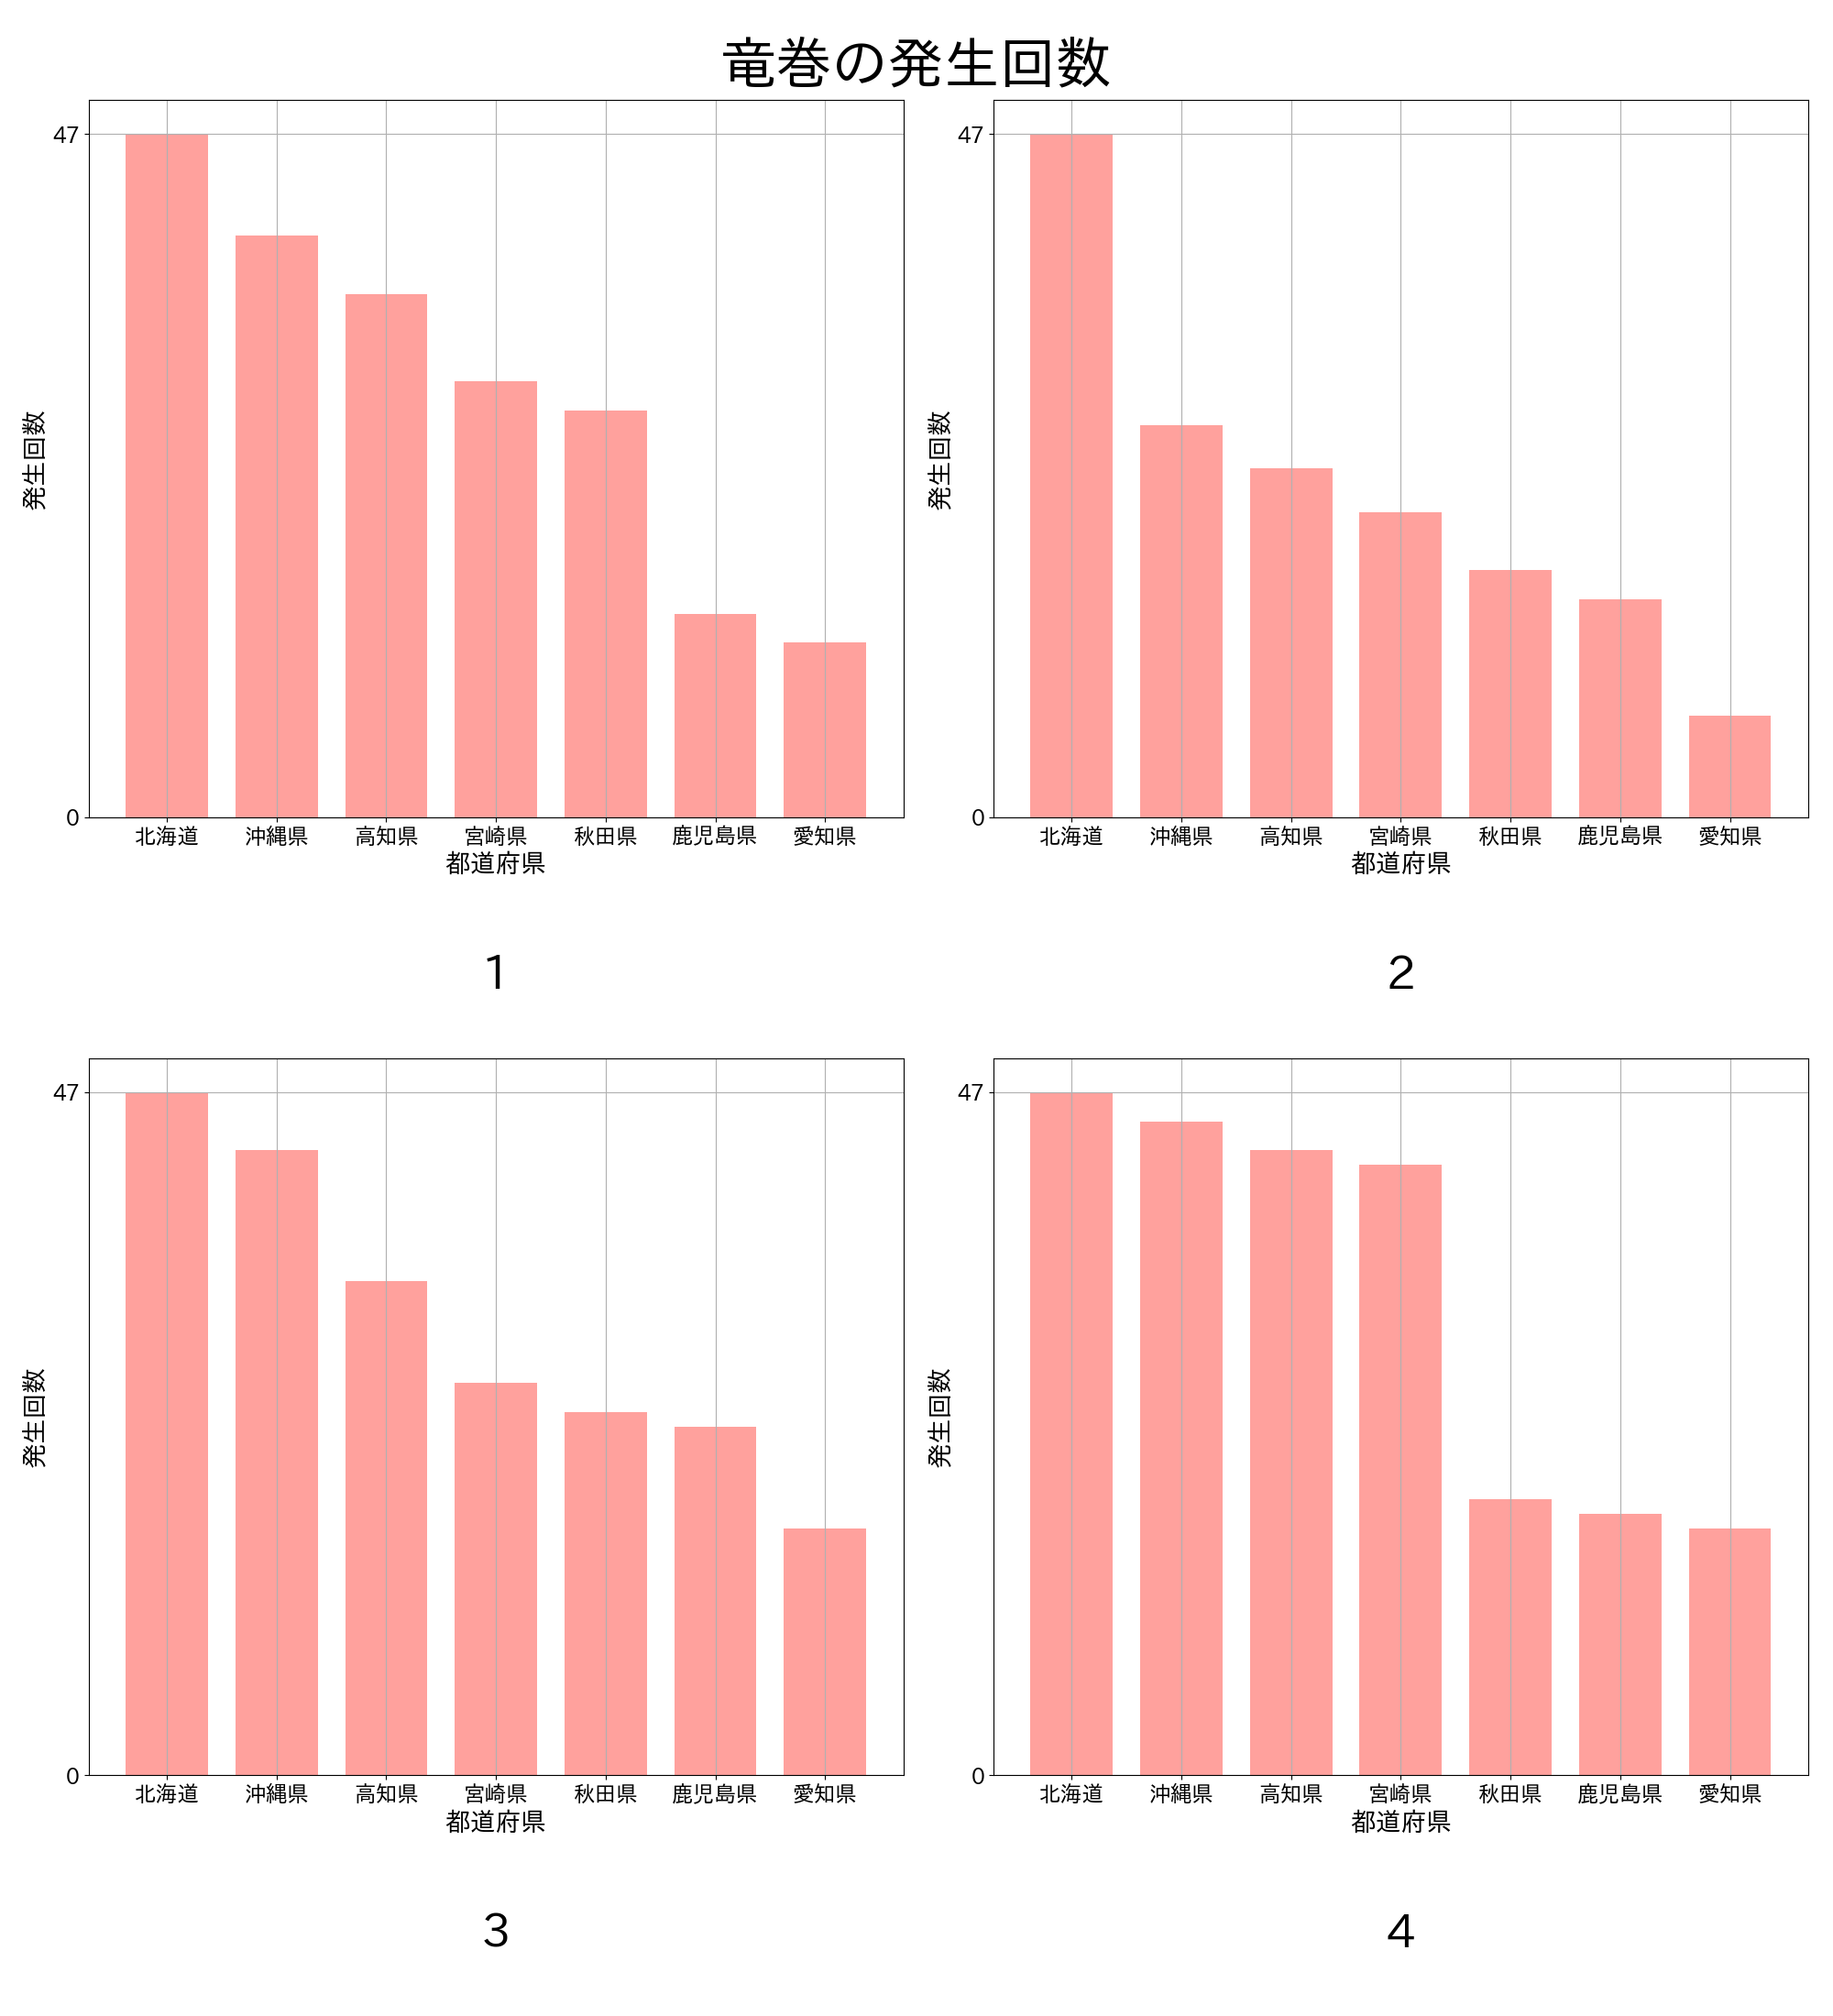 竜巻の発生回数
47
0
発生回数
北海道 沖縄県 高知県 宮崎県 秋田県 鹿児島県 愛知県
都道府県
1
47
0
発生回数
北海道 沖縄県 高知県 宮崎県 秋田県 鹿児島県 愛知県
都道府県
2
47
0
発生回数
北海道 沖縄県 高知県 宮崎県 秋田県 鹿児島県 愛知県
都道府県
3
47
0
発生回数
北海道 沖縄県 高知県 宮崎県 秋田県 鹿児島県 愛知県
都道府県
4